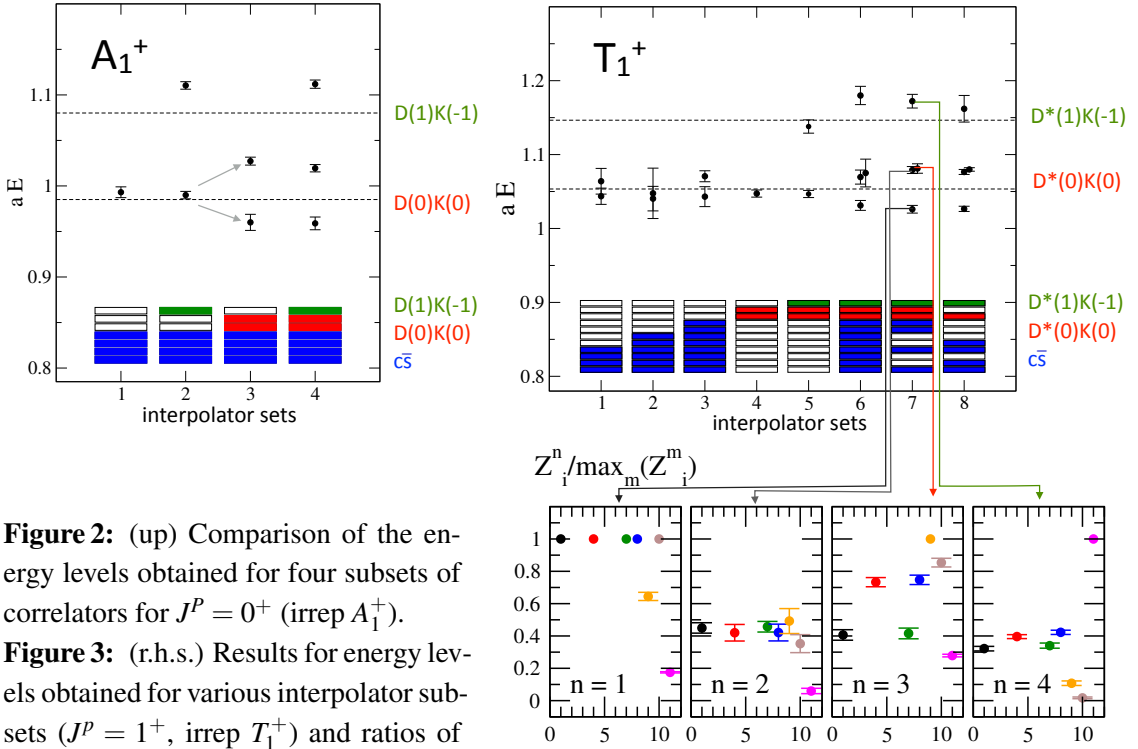 A₁⁺
1.1
1
0.9
0.8
a E
D(1)K(-1)
D(0)K(0)
D(1)K(-1)
D(0)K(0)
cs̄
1 2 3 4
interpolator sets
T₁⁺
1.2
1.1
1
0.9
0.8
a E
D*(1)K(-1)
D*(0)K(0)
D*(1)K(-1)
D*(0)K(0)
cs̄
1 2 3 4 5 6 7 8
interpolator sets
Zⁿᵢ/maxₘ(Zᵐᵢ)
1
0.8
0.6
0.4
0.2
0
n = 1 n = 2 n = 3 n = 4
0 5 10 0 5 10 0 5 10 0 5 10
Figure 2: (up) Comparison of the en-
ergy levels obtained for four subsets of
correlators for Jᴾ = 0⁺ (irrep A₁⁺).
Figure 3: (r.h.s.) Results for energy lev-
els obtained for various interpolator sub-
sets (Jᵖ = 1⁺, irrep T₁⁺) and ratios of